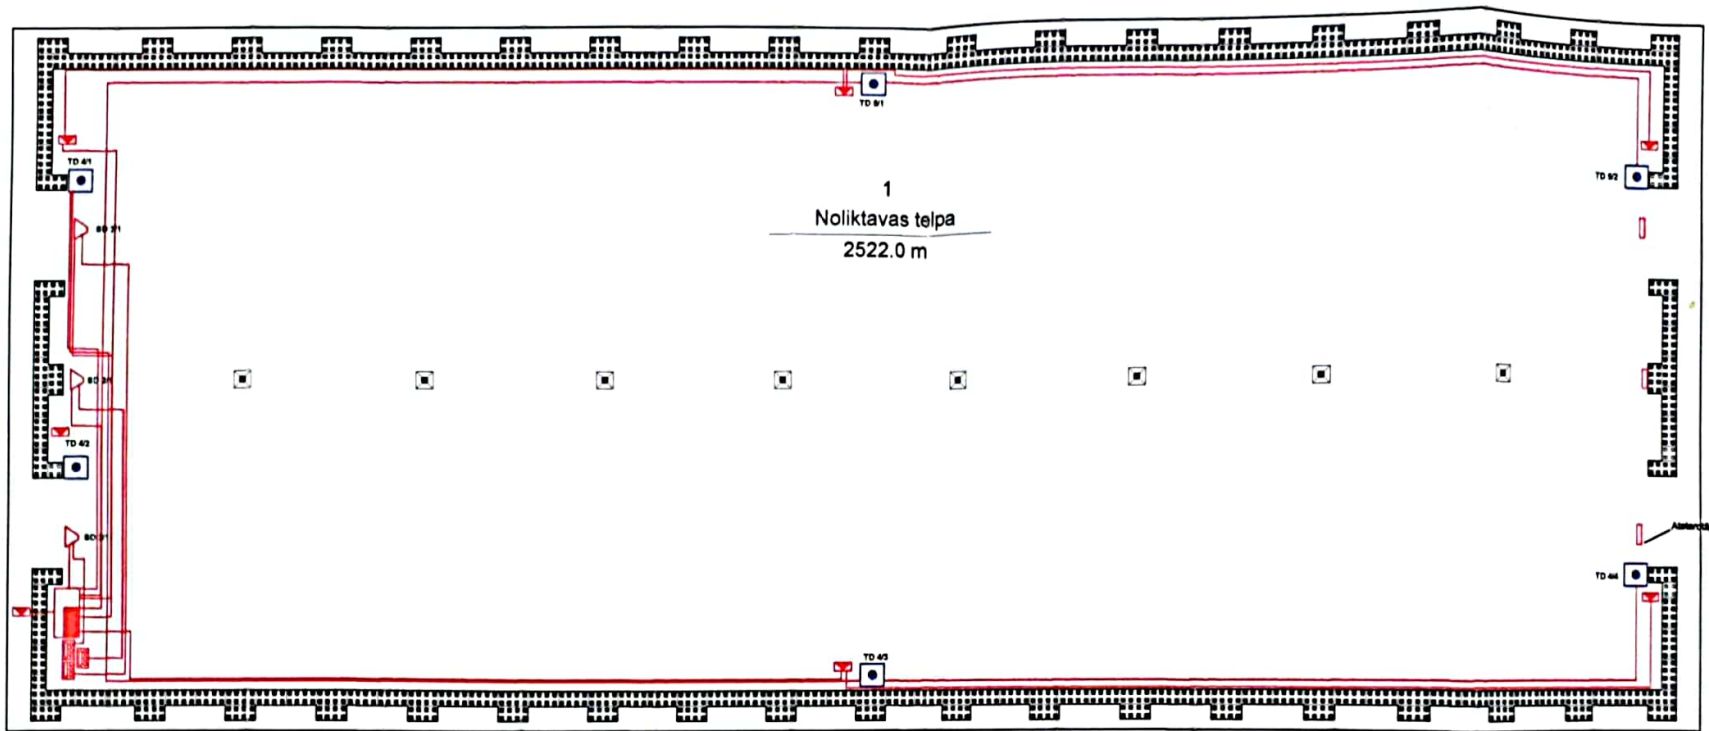 TD 9/1
TD 4/1
1
TD 9/2
Noliktavas telpa
2522.0 m
TD 4/2
TD 4/4
TD 4/3